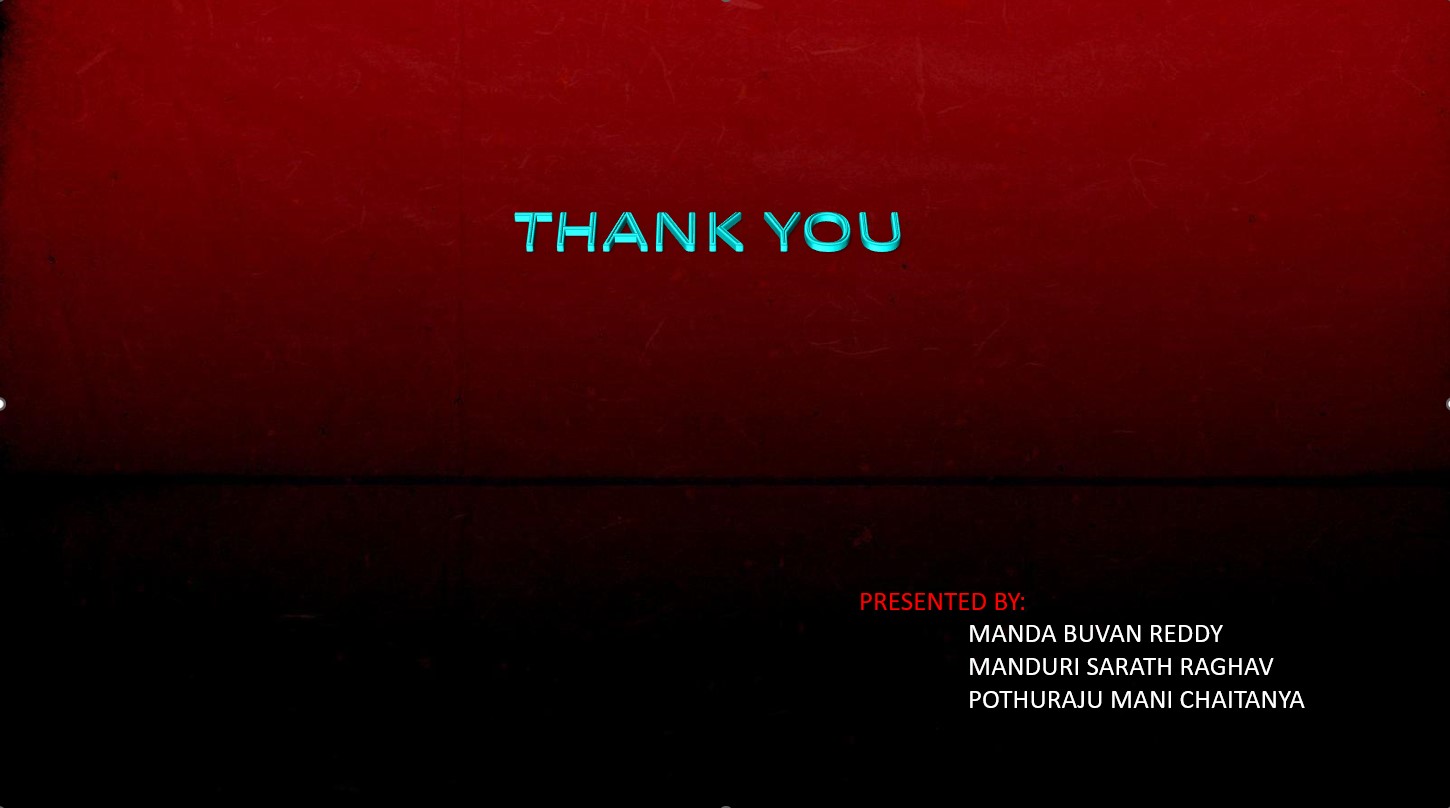 THANK YOU
PRESENTED BY:
MANDA BUVAN REDDY
MANDURI SARATH RAGHAV
POTHURAJU MANI CHAITANYA